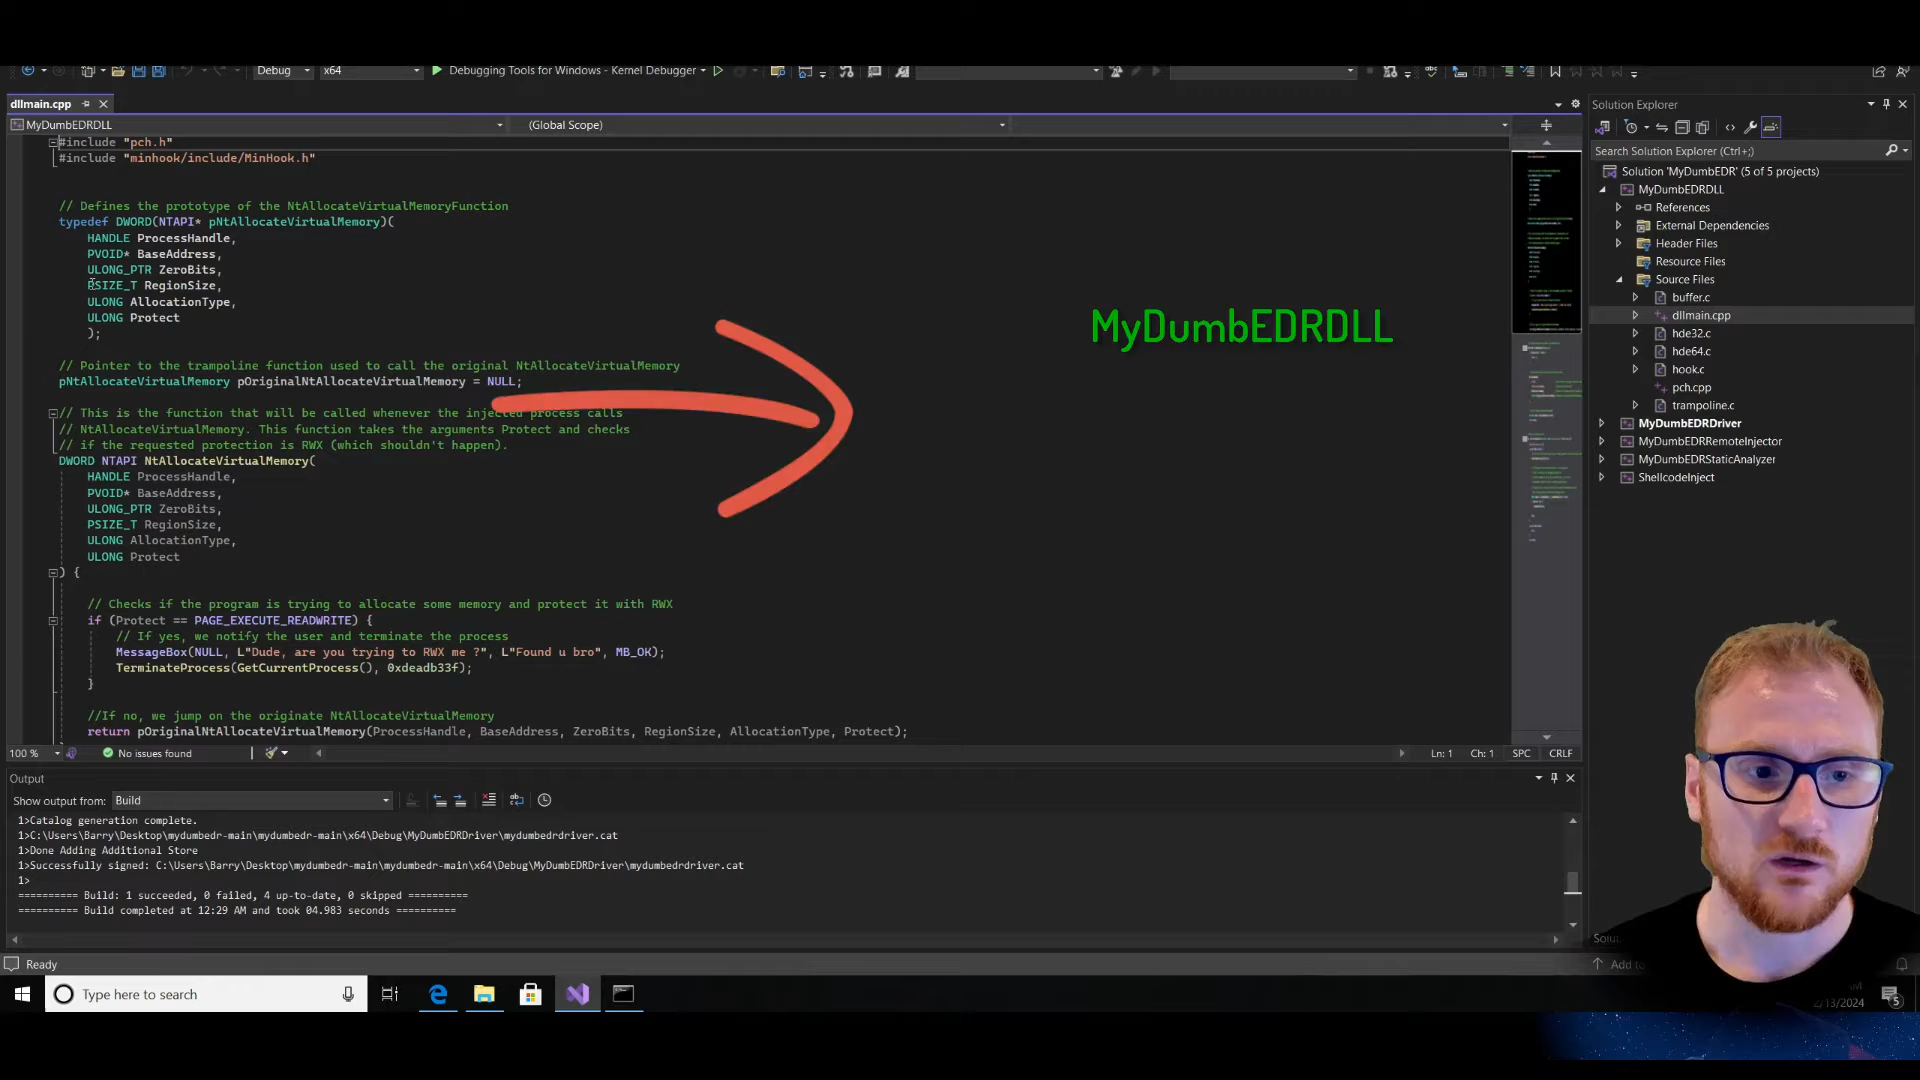 Debug
x64
Debugging Tools for Windows - Kernel Debugger
dllmain.cpp
MyDumbEDRDLL
(Global Scope)
#include "pch.h"
#include "minhook/include/MinHook.h"
// Defines the prototype of the NtAllocateVirtualMemoryFunction
typedef DWORD(NTAPI* pNtAllocateVirtualMemory)(
HANDLE ProcessHandle,
PVOID* BaseAddress,
ULONG_PTR ZeroBits,
PSIZE_T RegionSize,
ULONG AllocationType,
ULONG Protect
);
// Pointer to the trampoline function used to call the original NtAllocateVirtualMemory
pNtAllocateVirtualMemory pOriginalNtAllocateVirtualMemory = NULL;
// This is the function that will be called whenever the injected process calls
// NtAllocateVirtualMemory. This function takes the arguments Protect and checks
// if the requested protection is RWX (which shouldn't happen).
DWORD NTAPI NtAllocateVirtualMemory(
HANDLE ProcessHandle,
PVOID* BaseAddress,
ULONG_PTR ZeroBits,
PSIZE_T RegionSize,
ULONG AllocationType,
ULONG Protect
) {
// Checks if the program is trying to allocate some memory and protect it with RWX
if (Protect == PAGE_EXECUTE_READWRITE) {
// If yes, we notify the user and terminate the process
MessageBox(NULL, L"Dude, are you trying to RWX me ?", L"Found u bro", MB_OK);
TerminateProcess(GetCurrentProcess(), 0xdeadb33f);
}
//If no, we jump on the originate NtAllocateVirtualMemory
return pOriginalNtAllocateVirtualMemory(ProcessHandle, BaseAddress, ZeroBits, RegionSize, AllocationType, Protect);
MyDumbEDRDLL
100 %
No issues found
Ln: 1
Ch: 1
SPC
CRLF
Output
Show output from:
Build
1>Catalog generation complete.
1>C:\Users\Barry\Desktop\mydumbedr-main\mydumbedr-main\x64\Debug\MyDumbEDRDriver\mydumbedrdriver.cat
1>Done Adding Additional Store
1>Successfully signed: C:\Users\Barry\Desktop\mydumbedr-main\mydumbedr-main\x64\Debug\MyDumbEDRDriver\mydumbedrdriver.cat
1>
========== Build: 1 succeeded, 0 failed, 4 up-to-date, 0 skipped ==========
========== Build completed at 12:29 AM and took 04.983 seconds ==========
Solution Explorer
Search Solution Explorer (Ctrl+;)
Solution 'MyDumbEDR' (5 of 5 projects)
MyDumbEDRDLL
References
External Dependencies
Header Files
Resource Files
Source Files
buffer.c
dllmain.cpp
hde32.c
hde64.c
hook.c
pch.cpp
trampoline.c
MyDumbEDRDriver
MyDumbEDRRemoteInjector
MyDumbEDRStaticAnalyzer
ShellcodeInject
Ready
Type here to search
5